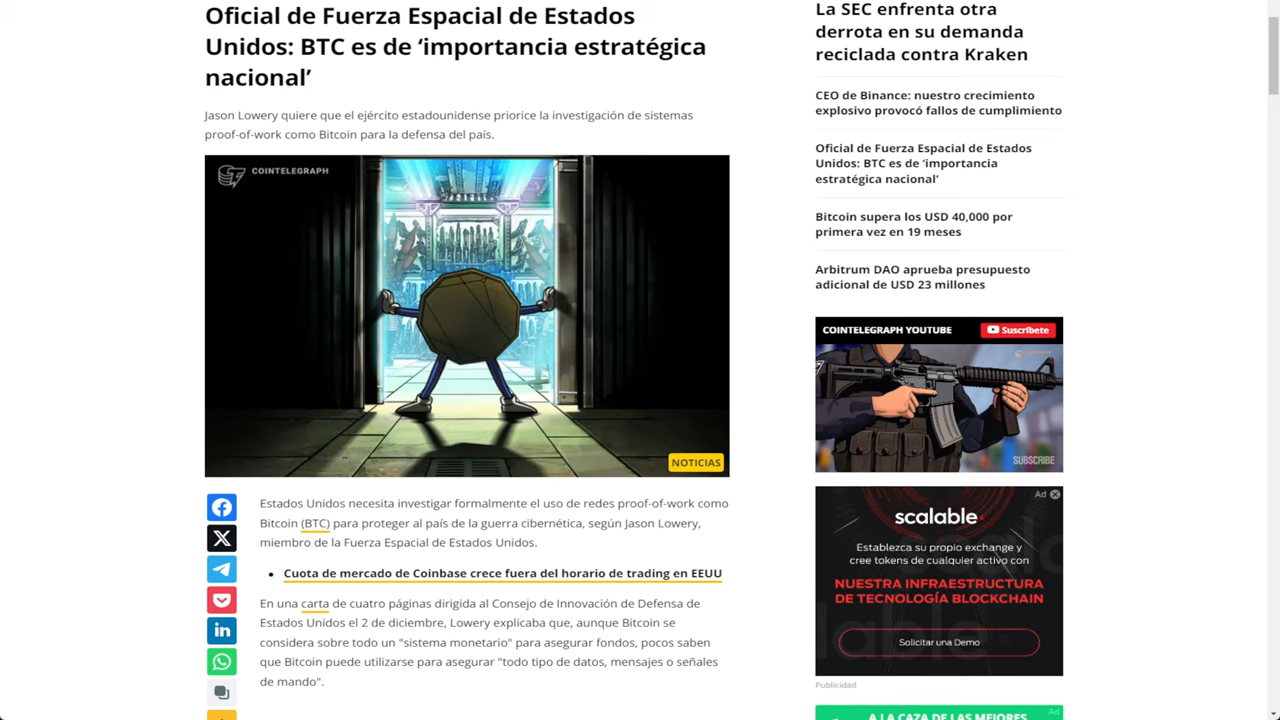 Oficial de Fuerza Espacial de Estados
Unidos: BTC es de ‘importancia estratégica
nacional’
Jason Lowery quiere que el ejército estadounidense priorice la investigación de sistemas
proof-of-work como Bitcoin para la defensa del país.
COINTELEGRAPH
NOTICIAS
Estados Unidos necesita investigar formalmente el uso de redes proof-of-work como
Bitcoin (BTC) para proteger al país de la guerra cibernética, según Jason Lowery,
miembro de la Fuerza Espacial de Estados Unidos.
• Cuota de mercado de Coinbase crece fuera del horario de trading en EEUU
En una carta de cuatro páginas dirigida al Consejo de Innovación de Defensa de
Estados Unidos el 2 de diciembre, Lowery explicaba que, aunque Bitcoin se
considera sobre todo un "sistema monetario" para asegurar fondos, pocos saben
que Bitcoin puede utilizarse para asegurar "todo tipo de datos, mensajes o señales
de mando".
La SEC enfrenta otra
derrota en su demanda
reciclada contra Kraken
CEO de Binance: nuestro crecimiento
explosivo provocó fallos de cumplimiento
Oficial de Fuerza Espacial de Estados
Unidos: BTC es de ‘importancia
estratégica nacional’
Bitcoin supera los USD 40,000 por
primera vez en 19 meses
Arbitrum DAO aprueba presupuesto
adicional de USD 23 millones
COINTELEGRAPH YOUTUBE
Suscríbete
SUBSCRIBE
Ad
scalable
Establezca su propio exchange y
cree tokens de cualquier activo con
NUESTRA INFRAESTRUCTURA
DE TECNOLOGÍA BLOCKCHAIN
Solicitar una Demo
Publicidad
Ad
A LA CAZA DE LAS MEJORES